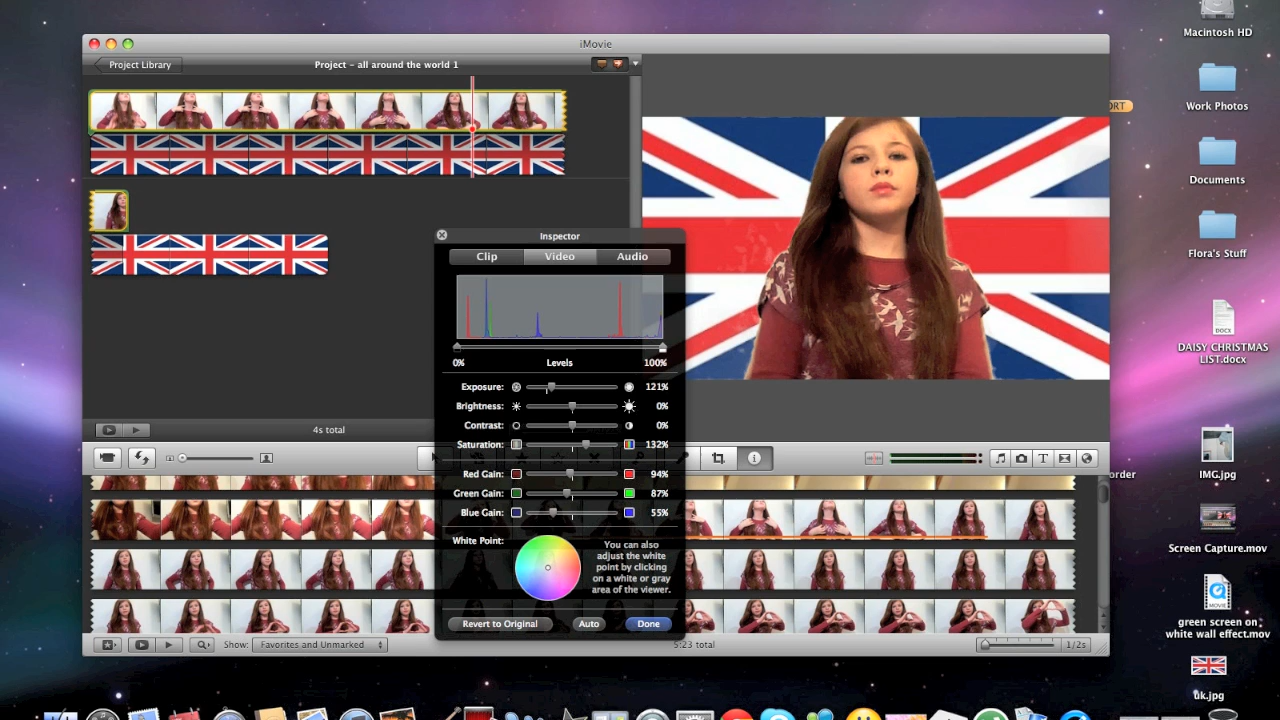 iMovie
Project Library
Project - all around the world 1
4s total
Inspector
Clip
Video
Audio
0%
Levels
100%
Exposure:
121%
Brightness:
0%
Contrast:
0%
Saturation:
132%
Red Gain:
94%
Green Gain:
87%
Blue Gain:
55%
White Point:
You can also
adjust the white
point by clicking
on a white or gray
area of the viewer.
Revert to Original
Auto
Done
Show:
Favorites and Unmarked
5:23 total
1/2s
Macintosh HD
Work Photos
ORT
Documents
Flora's Stuff
DAISY CHRISTMAS
LIST.docx
DOCX
IMG.jpg
order
Screen Capture.mov
MOVIE
green screen on
white wall effect.mov
uk.jpg